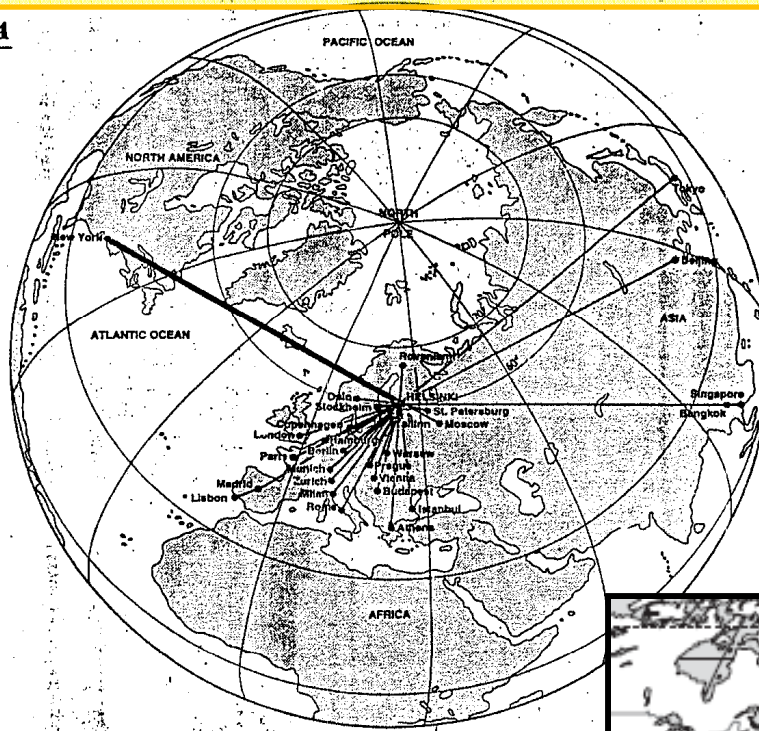 PACIFIC OCEAN
NORTH AMERICA
Tokyo
NORTH
POLE
New York
Beijing
ATLANTIC OCEAN
ASIA
60°
Rovaniemi
HELSINKI
Singapore
Oslo
Stockholm
St. Petersburg
Bangkok
Copenhagen
Tallinn
Moscow
London
Hamburg
Paris
Berlin
Warsaw
Munich
Prague
Madrid
Zurich
Vienna
Lisbon
Milan
Budapest
Rome
Istanbul
Athens
AFRICA